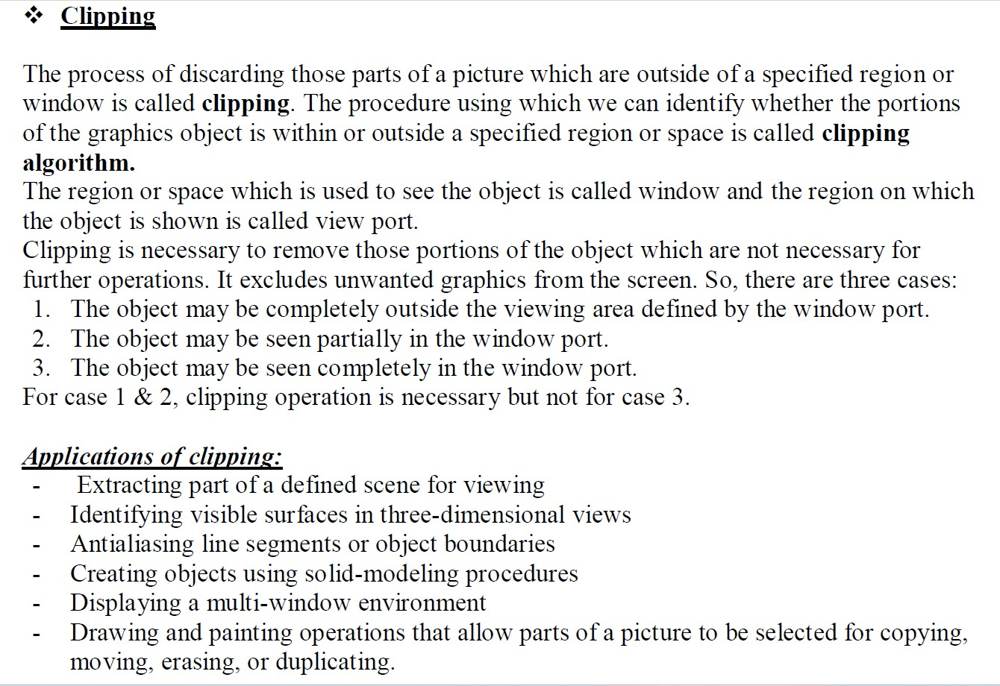 ❖ Clipping
The process of discarding those parts of a picture which are outside of a specified region or
window is called clipping. The procedure using which we can identify whether the portions
of the graphics object is within or outside a specified region or space is called clipping
algorithm.
The region or space which is used to see the object is called window and the region on which
the object is shown is called view port.
Clipping is necessary to remove those portions of the object which are not necessary for
further operations. It excludes unwanted graphics from the screen. So, there are three cases:
1. The object may be completely outside the viewing area defined by the window port.
2. The object may be seen partially in the window port.
3. The object may be seen completely in the window port.
For case 1 & 2, clipping operation is necessary but not for case 3.
Applications of clipping:
- Extracting part of a defined scene for viewing
- Identifying visible surfaces in three-dimensional views
- Antialiasing line segments or object boundaries
- Creating objects using solid-modeling procedures
- Displaying a multi-window environment
- Drawing and painting operations that allow parts of a picture to be selected for copying,
moving, erasing, or duplicating.